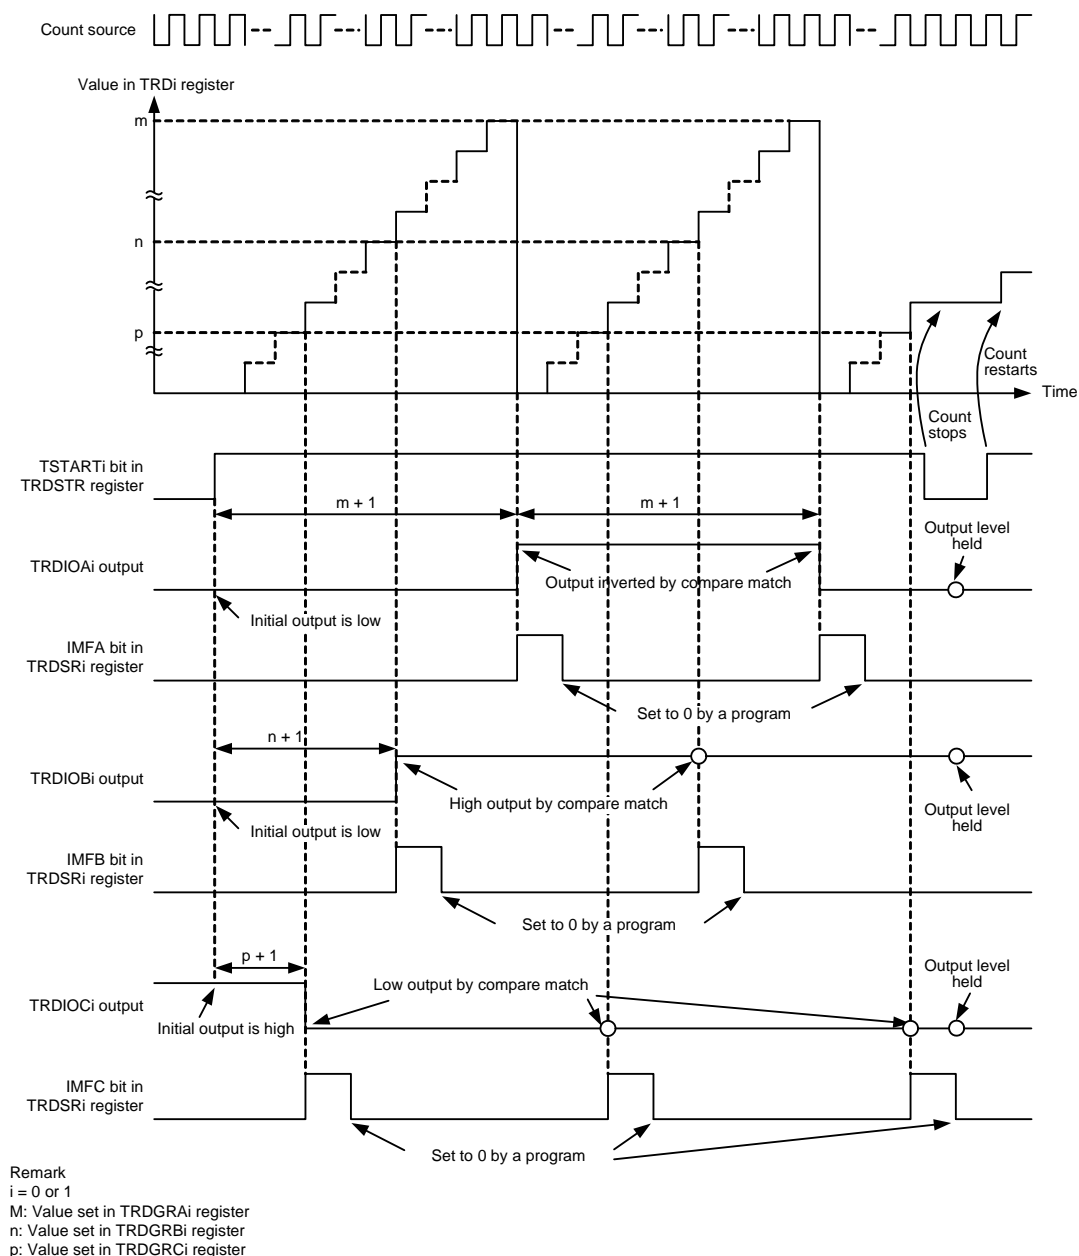 Count source
Value in TRDi register
m
n
p
Count
restarts
Time
Count
stops
TSTARTi bit in
TRDSTR register
m + 1
m + 1
Output level
held
TRDIOAi output
Output inverted by compare match
Initial output is low
IMFA bit in
TRDSRi register
Set to 0 by a program
n + 1
TRDIOBi output
High output by compare match
Output level
held
Initial output is low
IMFB bit in
TRDSRi register
Set to 0 by a program
p + 1
Output level
held
TRDIOCi output
Low output by compare match
Initial output is high
IMFC bit in
TRDSRi register
Set to 0 by a program
Remark
i = 0 or 1
M: Value set in TRDGRAi register
n: Value set in TRDGRBi register
p: Value set in TRDGRCi register